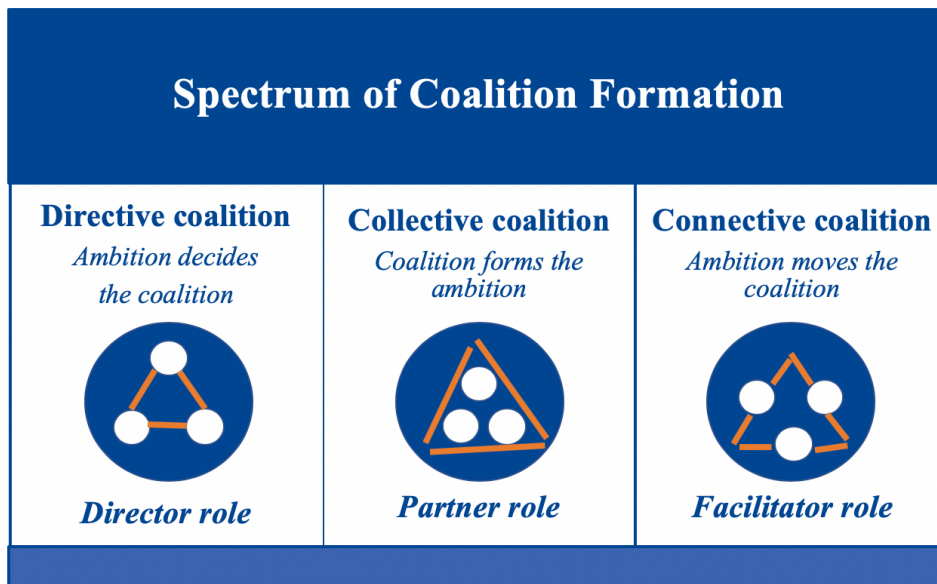 Spectrum of Coalition Formation
Directive coalition
Ambition decides
the coalition
Director role
Collective coalition
Coalition forms the
ambition
Partner role
Connective coalition
Ambition moves the
coalition
Facilitator role